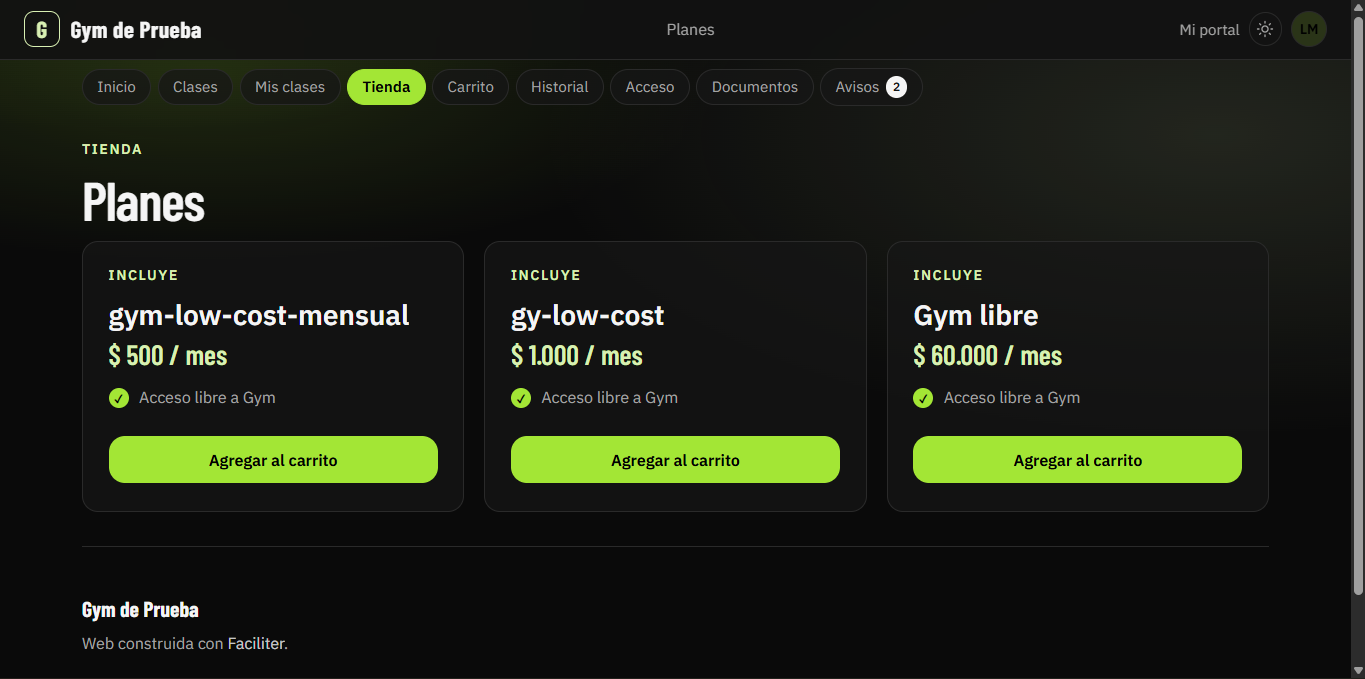 G Gym de Prueba Planes Mi portal LM
Inicio Clases Mis clases Tienda Carrito Historial Acceso Documentos Avisos 2
TIENDA
Planes
INCLUYE
gym-low-cost-mensual
$ 500 / mes
Acceso libre a Gym
Agregar al carrito
INCLUYE
gy-low-cost
$ 1.000 / mes
Acceso libre a Gym
Agregar al carrito
INCLUYE
Gym libre
$ 60.000 / mes
Acceso libre a Gym
Agregar al carrito
Gym de Prueba
Web construida con Faciliter.